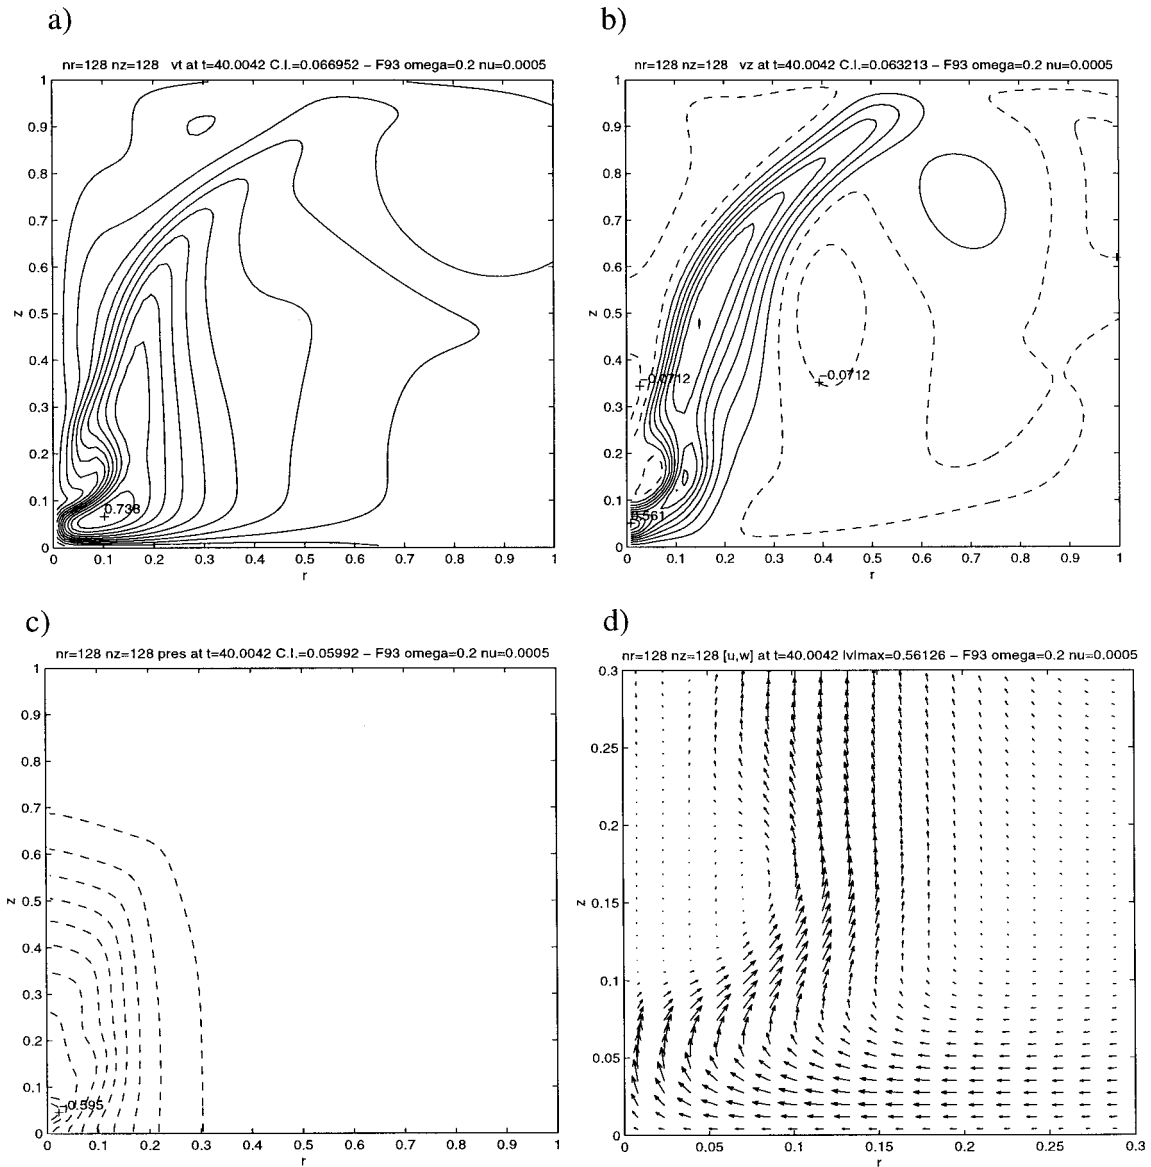 a)
nr=128 nz=128 vt at t=40.0042 C.I.=0.066952 – F93 omega=0.2 nu=0.0005
1
0.9
0.8
0.7
0.6
z
0.5
0.4
0.3
0.2
0.1
0.738
0
0 0.1 0.2 0.3 0.4 0.5 0.6 0.7 0.8 0.9 1
r
b)
nr=128 nz=128 vz at t=40.0042 C.I.=0.063213 – F93 omega=0.2 nu=0.0005
1
0.9
0.8
0.7
0.6
z
0.5
0.4
–0.0712
–0.0712
0.3
0.2
0.1
0.561
0
0 0.1 0.2 0.3 0.4 0.5 0.6 0.7 0.8 0.9 1
r
c)
nr=128 nz=128 pres at t=40.0042 C.I.=0.05992 – F93 omega=0.2 nu=0.0005
1
0.9
0.8
0.7
0.6
z
0.5
0.4
0.3
0.2
0.1
–0.595
0
0 0.1 0.2 0.3 0.4 0.5 0.6 0.7 0.8 0.9 1
r
d)
nr=128 nz=128 [u,w] at t=40.0042 lvlmax=0.56126 – F93 omega=0.2 nu=0.0005
0.3
0.25
0.2
z
0.15
0.1
0.05
0
0 0.05 0.1 0.15 0.2 0.25 0.3
r